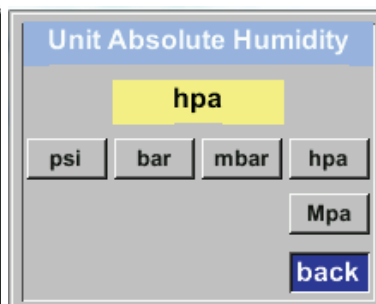 Unit Absolute Humidity
hpa
psi bar mbar hpa
Mpa
back